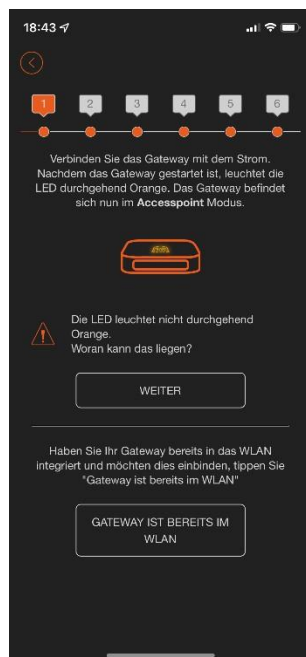 18:43
1 2 3 4 5 6
Verbinden Sie das Gateway mit dem Strom.
Nachdem das Gateway gestartet ist, leuchtet die
LED durchgehend Orange. Das Gateway befindet
sich nun im Accesspoint Modus.
Die LED leuchtet nicht durchgehend
Orange.
Woran kann das liegen?
WEITER
Haben Sie Ihr Gateway bereits in das WLAN
integriert und möchten dies einbinden, tippen Sie
"Gateway ist bereits im WLAN"
GATEWAY IST BEREITS IM
WLAN